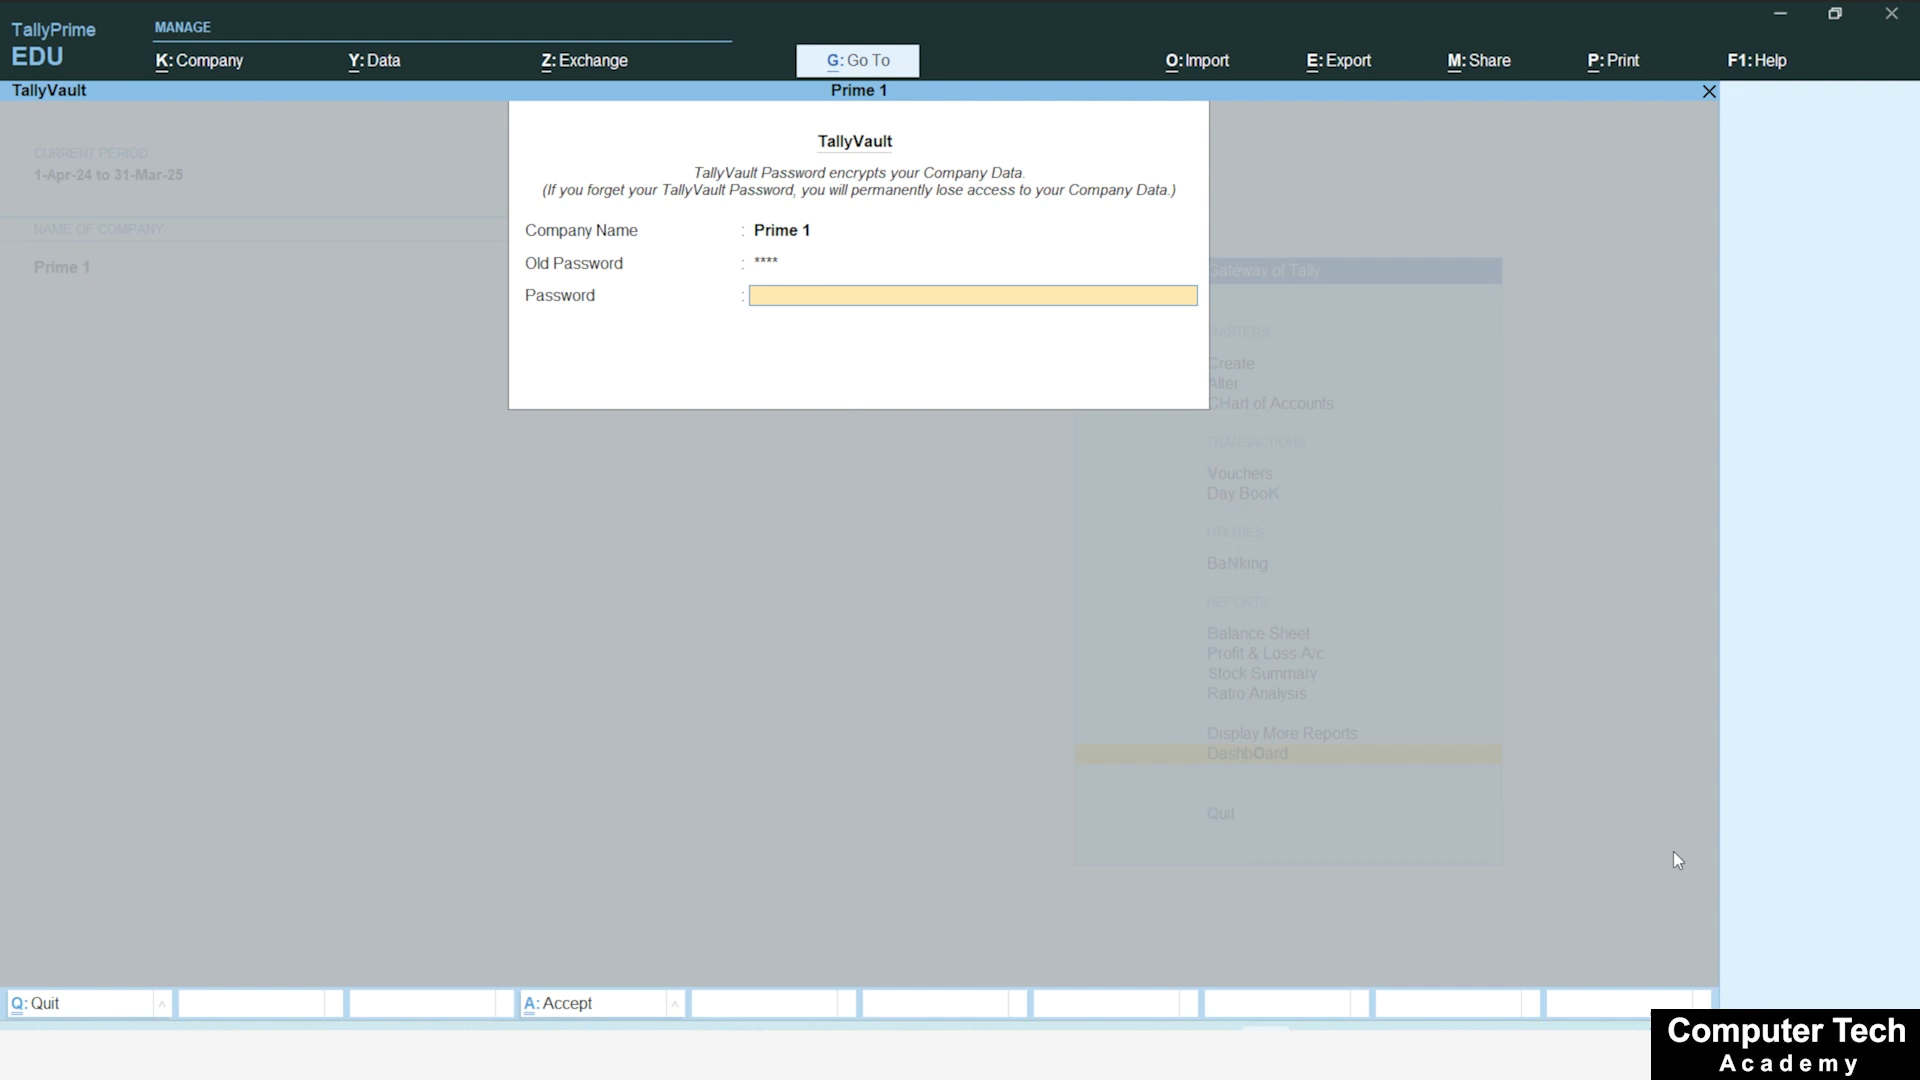 TallyPrime
EDU
MANAGE
K: Company
Y: Data
Z: Exchange
G: Go To
O: Import
E: Export
M: Share
P: Print
F1: Help
TallyVault
Prime 1
CURRENT PERIOD
1-Apr-24 to 31-Mar-25
NAME OF COMPANY
Prime 1
TallyVault
TallyVault Password encrypts your Company Data.
(If you forget your TallyVault Password, you will permanently lose access to your Company Data.)
Company Name : Prime 1
Old Password : ****
Password :
Gateway of Tally
MASTERS
Create
Alter
CHart of Accounts
TRANSACTIONS
Vouchers
Day BooK
UTILITIES
BaNking
REPORTS
Balance Sheet
Profit & Loss A/c
Stock Summary
Ratio Analysis
Display More Reports
DashbOard
Quit
Q: Quit
A: Accept
Computer Tech
Academy